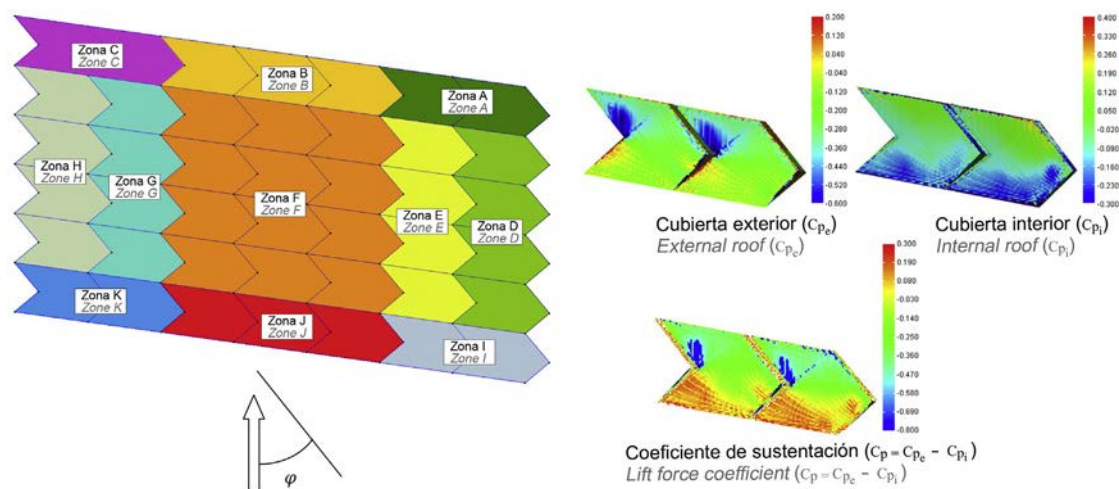 Zona C
Zone C
Zona B
Zone B
Zona A
Zone A
Zona H
Zone H
Zona G
Zone G
Zona F
Zone F
Zona E
Zone E
Zona D
Zone D
Zona K
Zone K
Zona J
Zone J
Zona I
Zone I
φ
0.200
0.120
0.040
-0.040
-0.120
-0.200
-0.280
-0.360
-0.440
-0.520
-0.600
Cubierta exterior (Cpe)
External roof (Cpe)
0.400
0.330
0.260
0.190
0.120
0.050
-0.020
-0.090
-0.160
-0.230
-0.300
Cubierta interior (Cpi)
Internal roof (Cpi)
0.300
0.190
0.080
-0.030
-0.140
-0.250
-0.360
-0.470
-0.580
-0.690
-0.800
Coeficiente de sustentación (Cp = Cpe - Cpi)
Lift force coefficient (Cp = Cpe - Cpi)